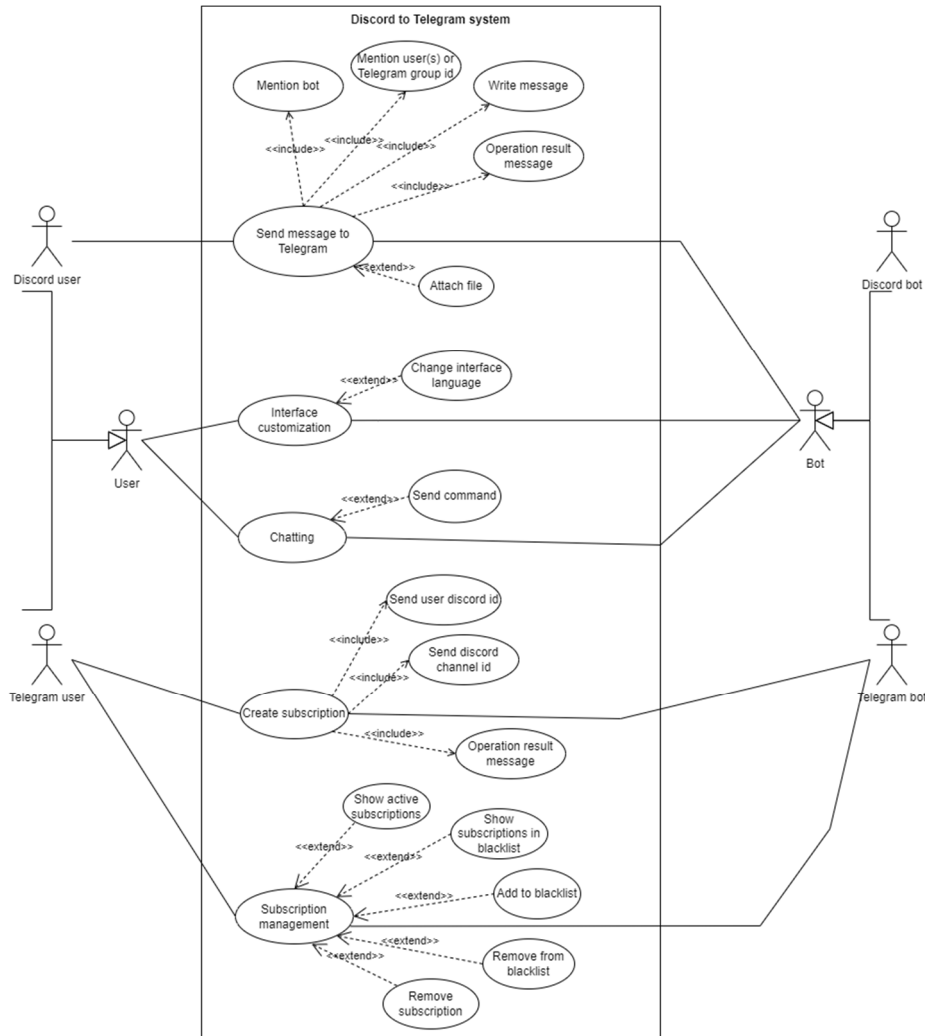 Discord to Telegram system
Mention user(s) or
Telegram group id
Mention bot
Write message
<<include>>
<<include>>
<<include>>
Operation result
message
<<include>>
Send message to
Telegram
Discord user
Discord bot
<<extend>>
Attach file
Change interface
language
<<extend>>
Interface
customization
User
Bot
<<extend>>
Send command
Chatting
Send user discord id
<<include>>
Send discord
channel id
<<include>>
Telegram user
Telegram bot
Create subscription
<<include>>
Operation result
message
Show active
subscriptions
Show
subscriptions in
blacklist
<<extend>>
<<extend>>
<<extend>>
Add to blacklist
Subscription
management
<<extend>>
<<extend>>
Remove from
blacklist
Remove
subscription